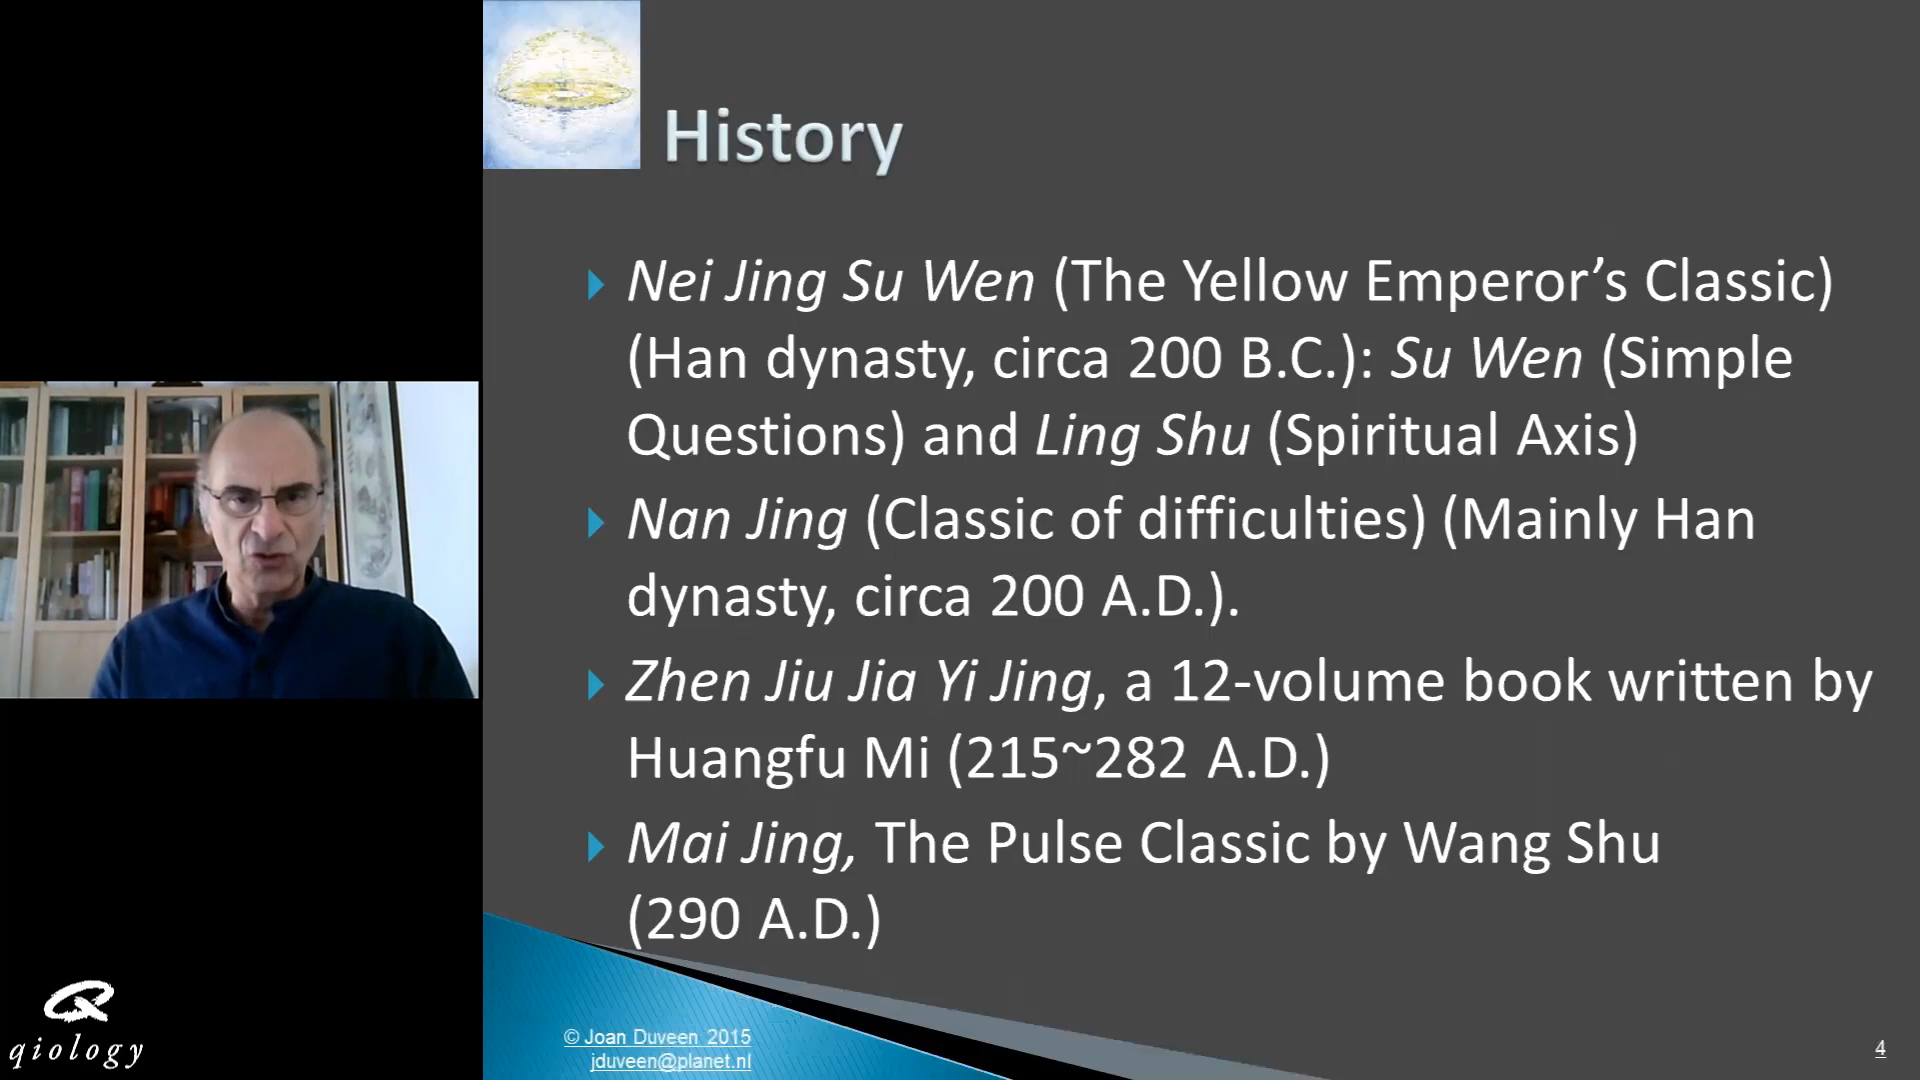 History
Nei Jing Su Wen (The Yellow Emperor’s Classic)
(Han dynasty, circa 200 B.C.): Su Wen (Simple
Questions) and Ling Shu (Spiritual Axis)
Nan Jing (Classic of difficulties) (Mainly Han
dynasty, circa 200 A.D.).
Zhen Jiu Jia Yi Jing, a 12-volume book written by
Huangfu Mi (215~282 A.D.)
Mai Jing, The Pulse Classic by Wang Shu
(290 A.D.)
qiology
© Joan Duveen 2015
jduveen@planet.nl
4